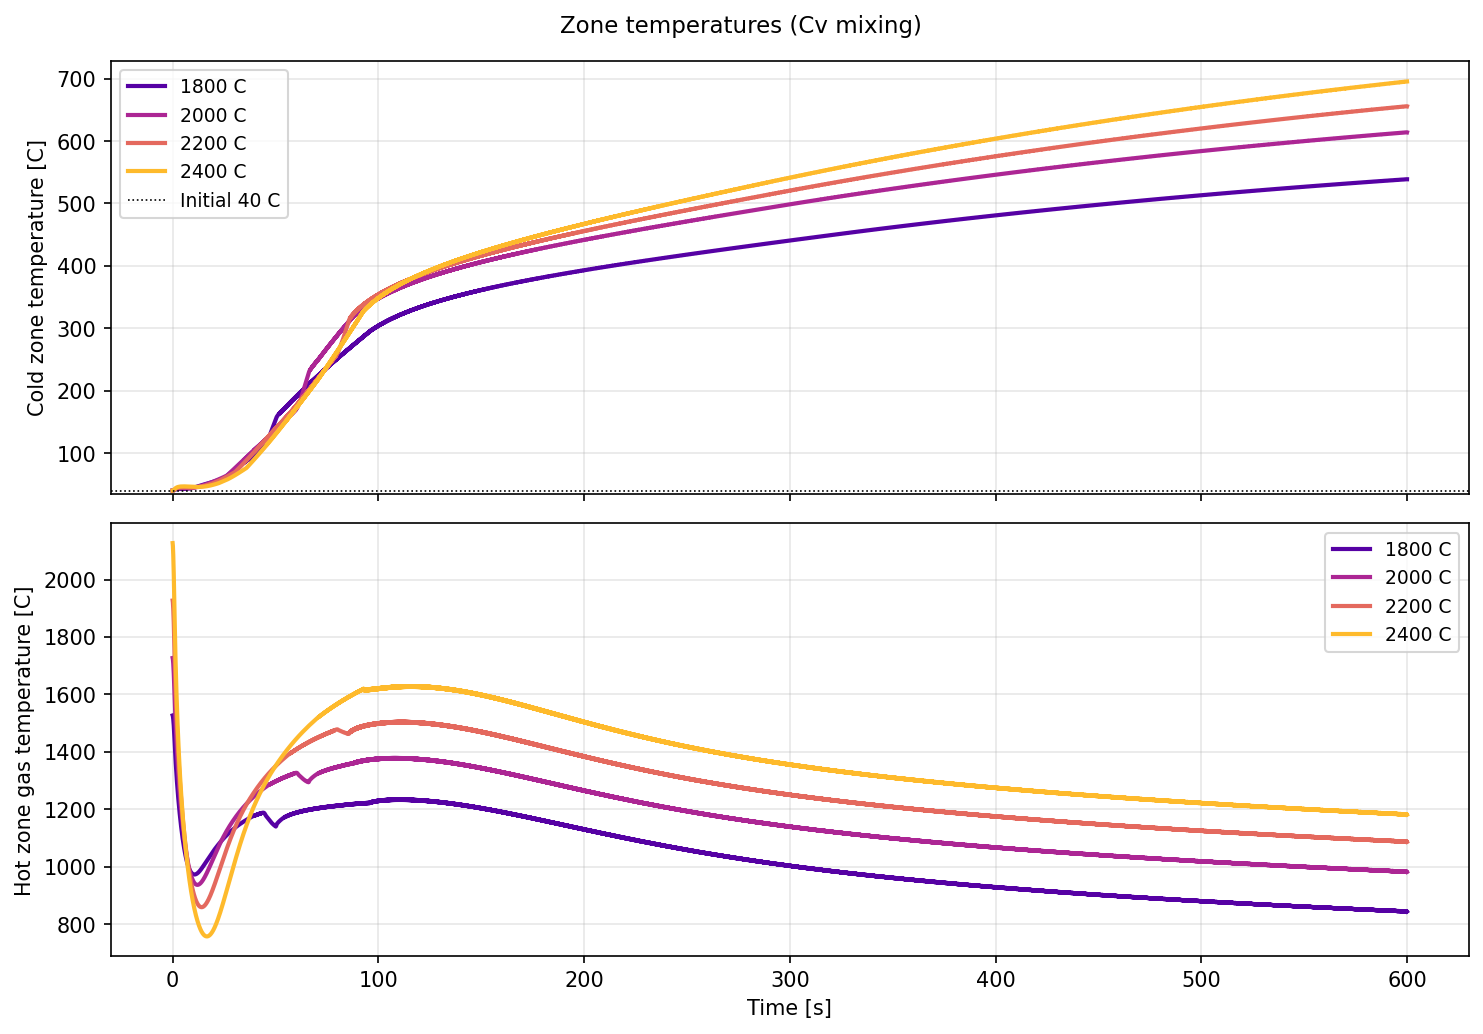 Zone temperatures (Cv mixing)
Cold zone temperature [C]
700
600
500
400
300
200
100
1800 C
2000 C
2200 C
2400 C
Initial 40 C
Hot zone gas temperature [C]
2000
1800
1600
1400
1200
1000
800
1800 C
2000 C
2200 C
2400 C
0 100 200 300 400 500 600
Time [s]